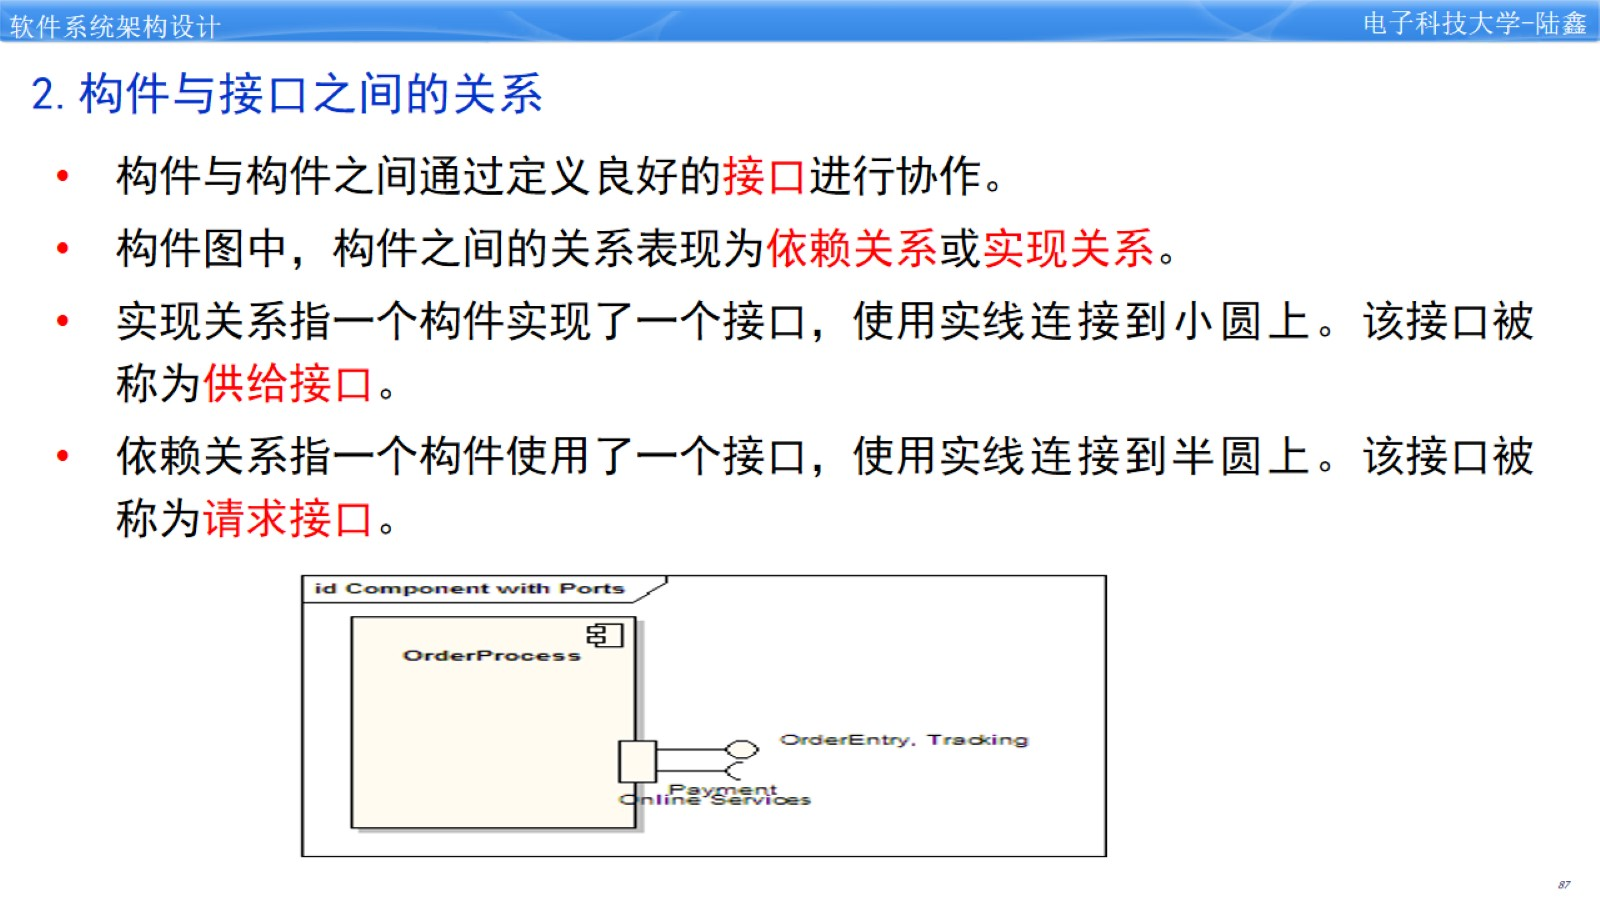 软件系统架构设计
电子科技大学-陆鑫
2. 构件与接口之间的关系
• 构件与构件之间通过定义良好的接口进行协作。
• 构件图中，构件之间的关系表现为依赖关系或实现关系。
• 实现关系指一个构件实现了一个接口，使用实线连接到小圆上。该接口被
称为供给接口。
• 依赖关系指一个构件使用了一个接口，使用实线连接到半圆上。该接口被
称为请求接口。
id Component with Ports
OrderProcess
OrderEntry, Tracking
Payment
Online Services
87